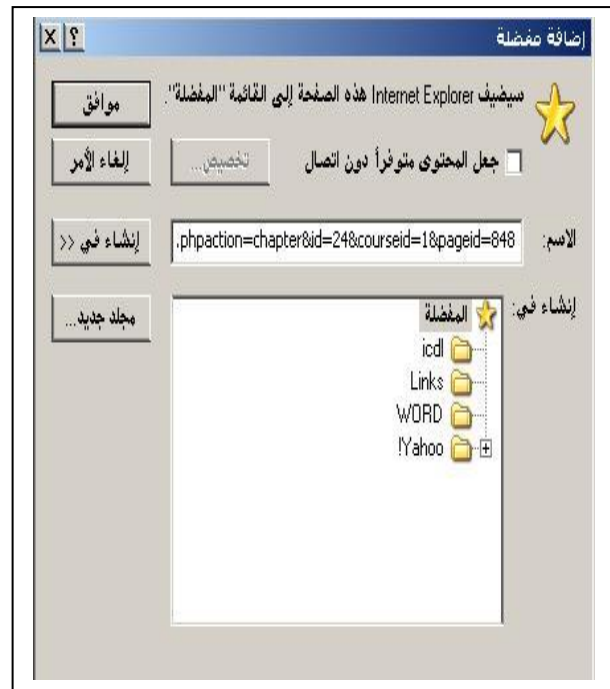 إضافة مفضلة
سيضيف Internet Explorer هذه الصفحة إلى القائمة "المفضلة".
موافق
جعل المحتوى متوفراً دون اتصال
تخصيص...
إلغاء الأمر
الاسم:
.phpaction=chapter&id=24&courseid=1&pageid=848
إنشاء في <<
إنشاء في:
المفضلة
icdl
Links
WORD
!Yahoo
مجلد جديد...